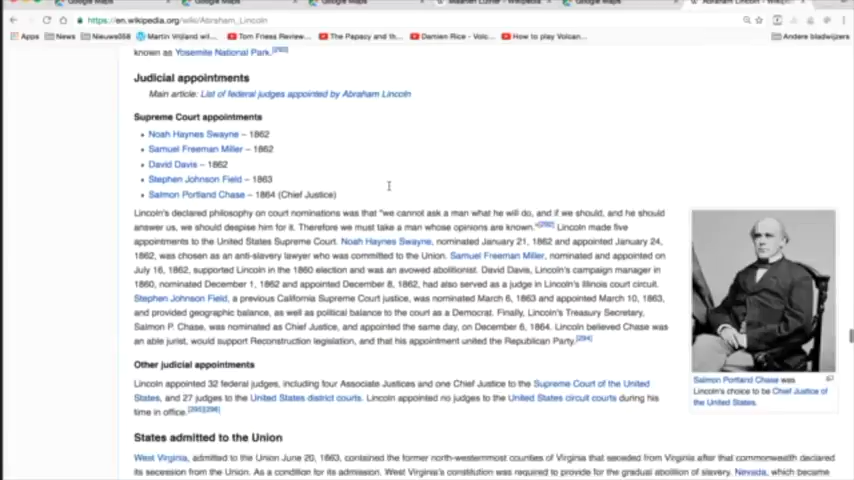 Google Maps
Google Maps
Google Maps
Google Maps
https://en.wikipedia.org/wiki/Abraham_Lincoln
Apps
News
Nieuws358
Martin Vrijland wil...
Tom Friess Review...
The Papazy and th...
Damien Rice - Volc...
How to play Volcan...
Andere bladwijzers
known as Yosemite National Park.
Judicial appointments
Main article: List of federal judges appointed by Abraham Lincoln
Supreme Court appointments
• Noah Haynes Swayne – 1862
• Samuel Freeman Miller – 1862
• David Davis – 1862
• Stephen Johnson Field – 1863
• Salmon Portland Chase – 1864 (Chief Justice)
Lincoln's declared philosophy on court nominations was that "we cannot ask a man what he will do, and if we should, and he should
answer us, we should despise him for it. Therefore we must take a man whose opinions are known." Lincoln made five
appointments to the United States Supreme Court. Noah Haynes Swayne, nominated January 21, 1862 and appointed January 24,
1862, was chosen as an anti-slavery lawyer who was committed to the Union. Samuel Freeman Miller, nominated and appointed on
July 16, 1862, supported Lincoln in the 1860 election and was an avowed abolitionist. David Davis, Lincoln's campaign manager in
1860, nominated December 1, 1862 and appointed December 8, 1862, had also served as a judge in Lincoln's Illinois court circuit.
Stephen Johnson Field, a previous California Supreme Court justice, was nominated March 6, 1863 and appointed March 10, 1863,
and provided geographic balance, as well as political balance to the court as a Democrat. Finally, Lincoln's Treasury Secretary,
Salmon P. Chase, was nominated as Chief Justice, and appointed the same day, on December 6, 1864. Lincoln believed Chase was
an able jurist, would support Reconstruction legislation, and that his appointment united the Republican Party.[294]
Salmon Portland Chase was
Lincoln's choice to be Chief Justice of
the United States.
Other judicial appointments
Lincoln appointed 32 federal judges, including four Associate Justices and one Chief Justice to the Supreme Court of the United
States, and 27 judges to the United States district courts. Lincoln appointed no judges to the United States circuit courts during his
time in office.[295][296]
States admitted to the Union
West Virginia, admitted to the Union June 20, 1863, contained the former north-westernmost counties of Virginia that seceded from Virginia after that commonwealth declared
its secession from the Union. As a condition for its admission, West Virginia's constitution was required to provide for the gradual abolition of slavery. Nevada, which became